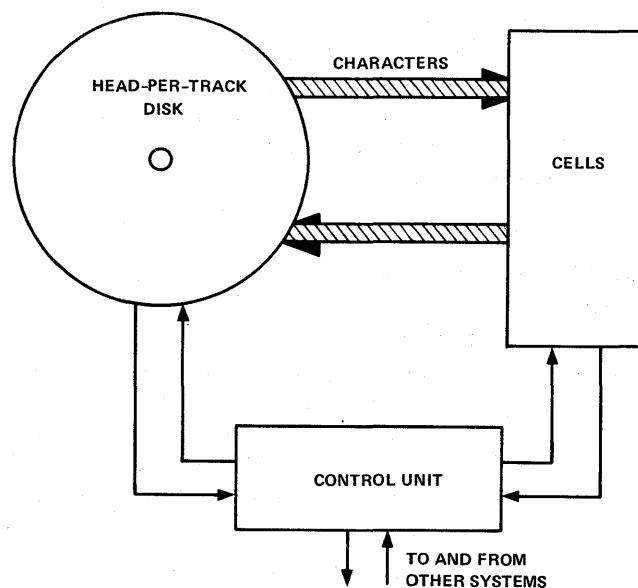 HEAD-PER-TRACK
DISK
CHARACTERS
CELLS
CONTROL UNIT
TO AND FROM
OTHER SYSTEMS